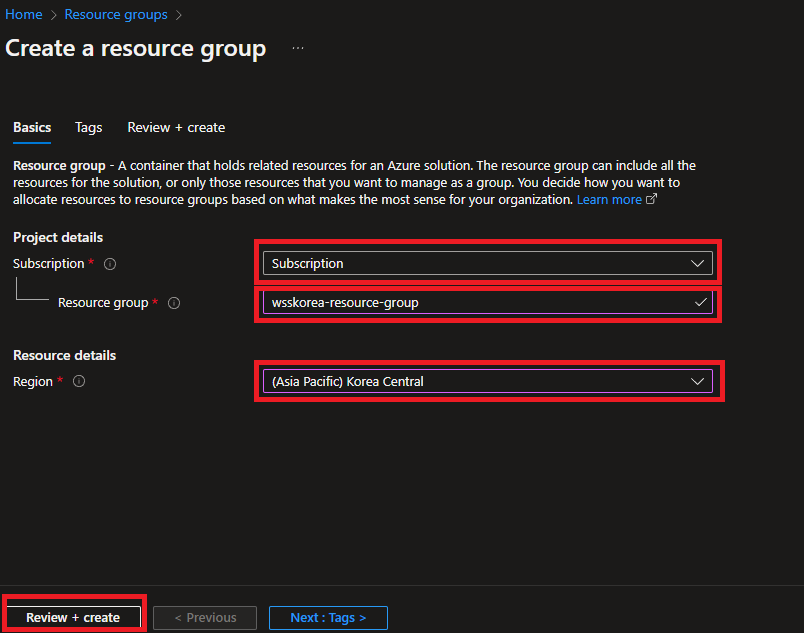 Home > Resource groups >
Create a resource group ...
Basics Tags Review + create
Resource group - A container that holds related resources for an Azure solution. The resource group can include all the
resources for the solution, or only those resources that you want to manage as a group. You decide how you want to
allocate resources to resource groups based on what makes the most sense for your organization. Learn more
Project details
Subscription * Subscription
Resource group * wsskorea-resource-group
Resource details
Region * (Asia Pacific) Korea Central
Review + create < Previous Next : Tags >